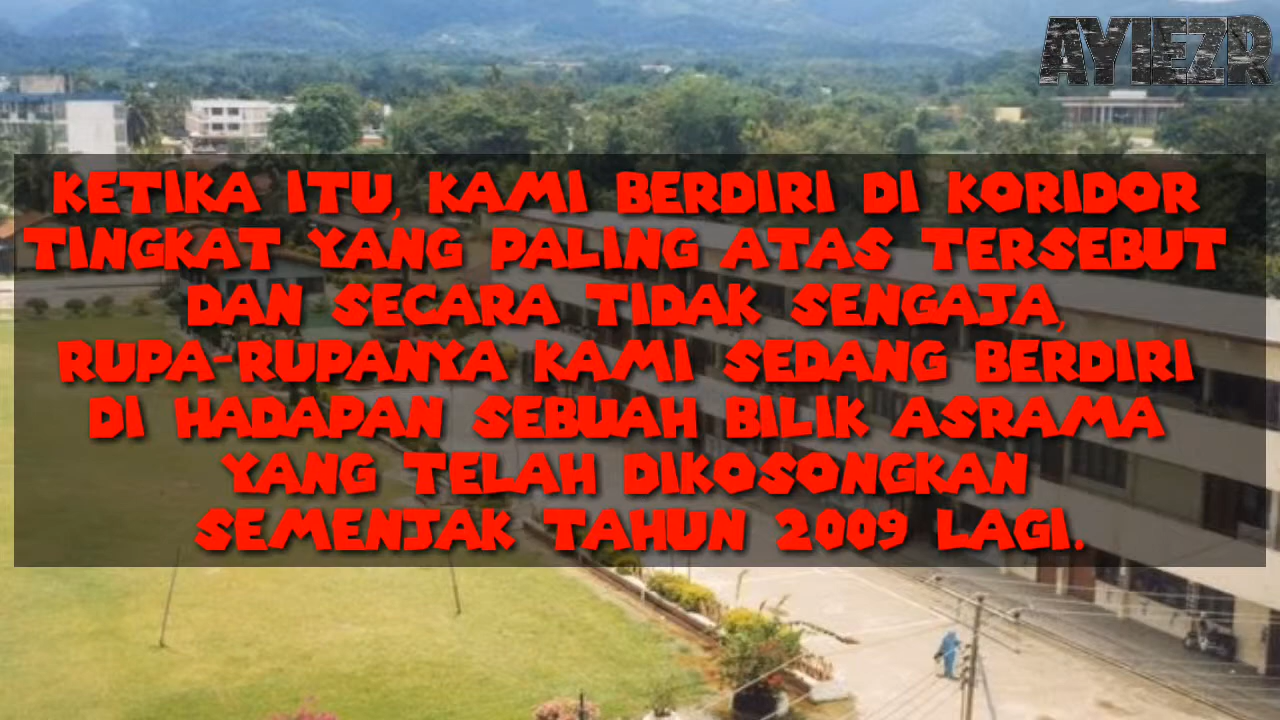 AYIEZR
KETIKA ITU, KAMI BERDIRI DI KORIDOR
TINGKAT YANG PALING ATAS TERSEBUT
DAN SECARA TIDAK SENGAJA,
RUPA-RUPANYA KAMI SEDANG BERDIRI
DI HADAPAN SEBUAH BILIK ASRAMA
YANG TELAH DIKOSONGKAN
SEMENJAK TAHUN 2009 LAGI.